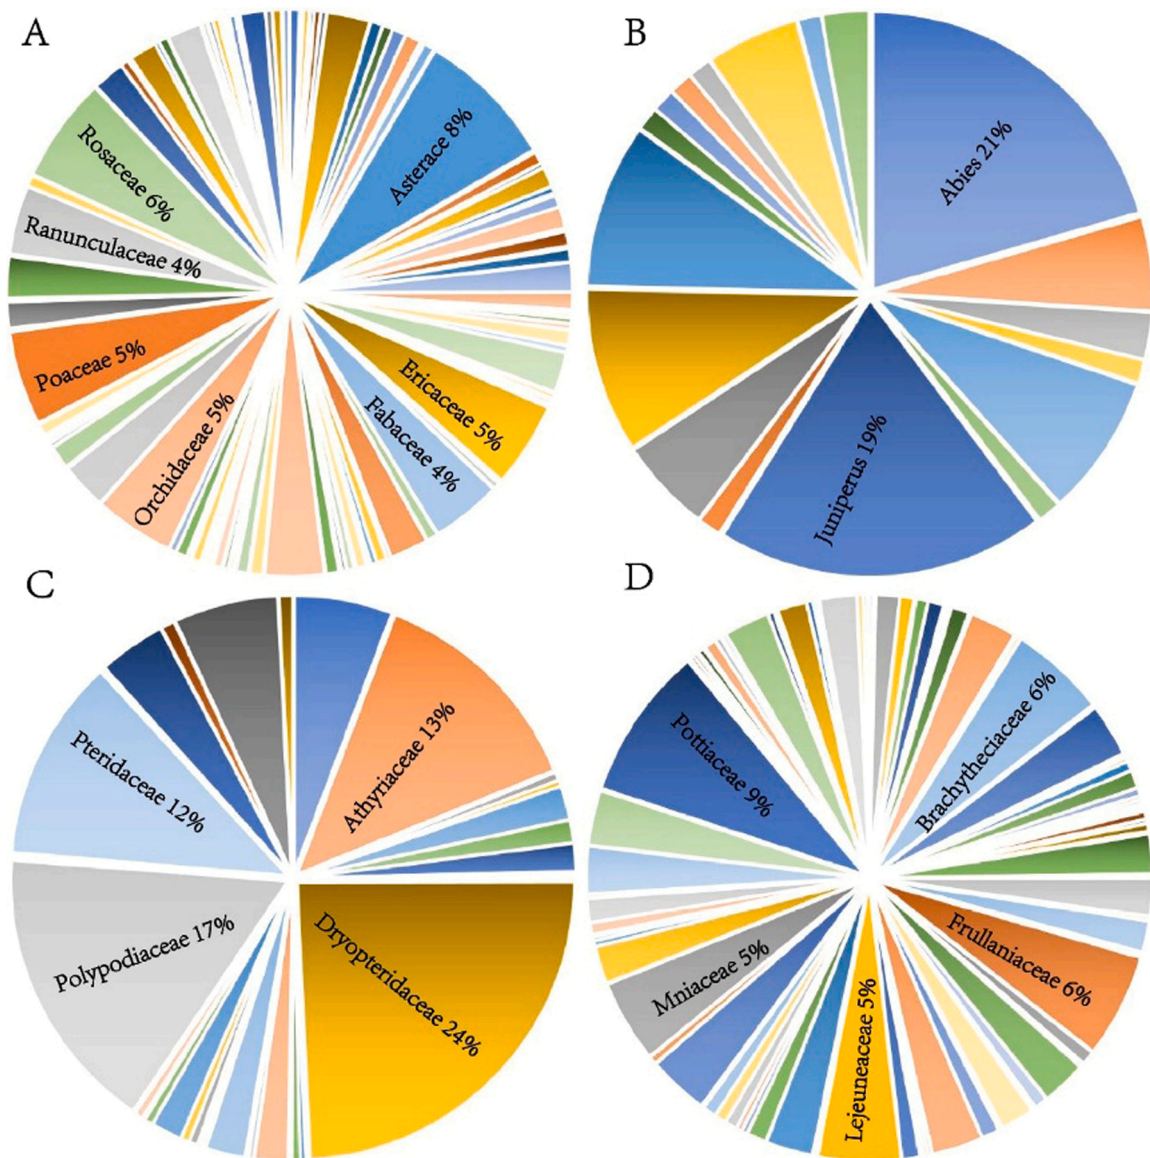 A
Asterace 8%
Rosaceae 6%
Ranunculaceae 4%
Poaceae 5%
Orchidaceae 5%
Fabaceae 4%
Ericaceae 5%
B
Abies 21%
Juniperus 19%
C
Athyriaceae 13%
Pteridaceae 12%
Polypodiaceae 17%
Dryopteridaceae 24%
D
Pottiaceae 9%
Brachytheciaceae 6%
Frullaniaceae 6%
Mniaceae 5%
Lejeuneaceae 5%